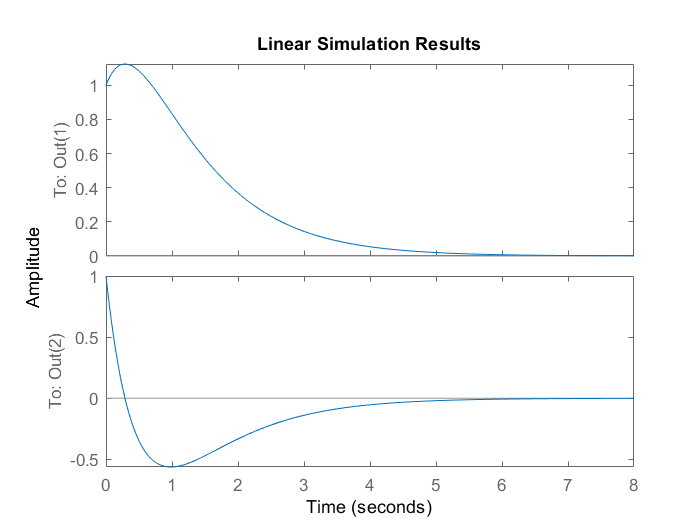 Linear Simulation Results
Amplitude
To: Out(1)
1
0.8
0.6
0.4
0.2
0
To: Out(2)
1
0.5
0
-0.5
0 1 2 3 4 5 6 7 8
Time (seconds)